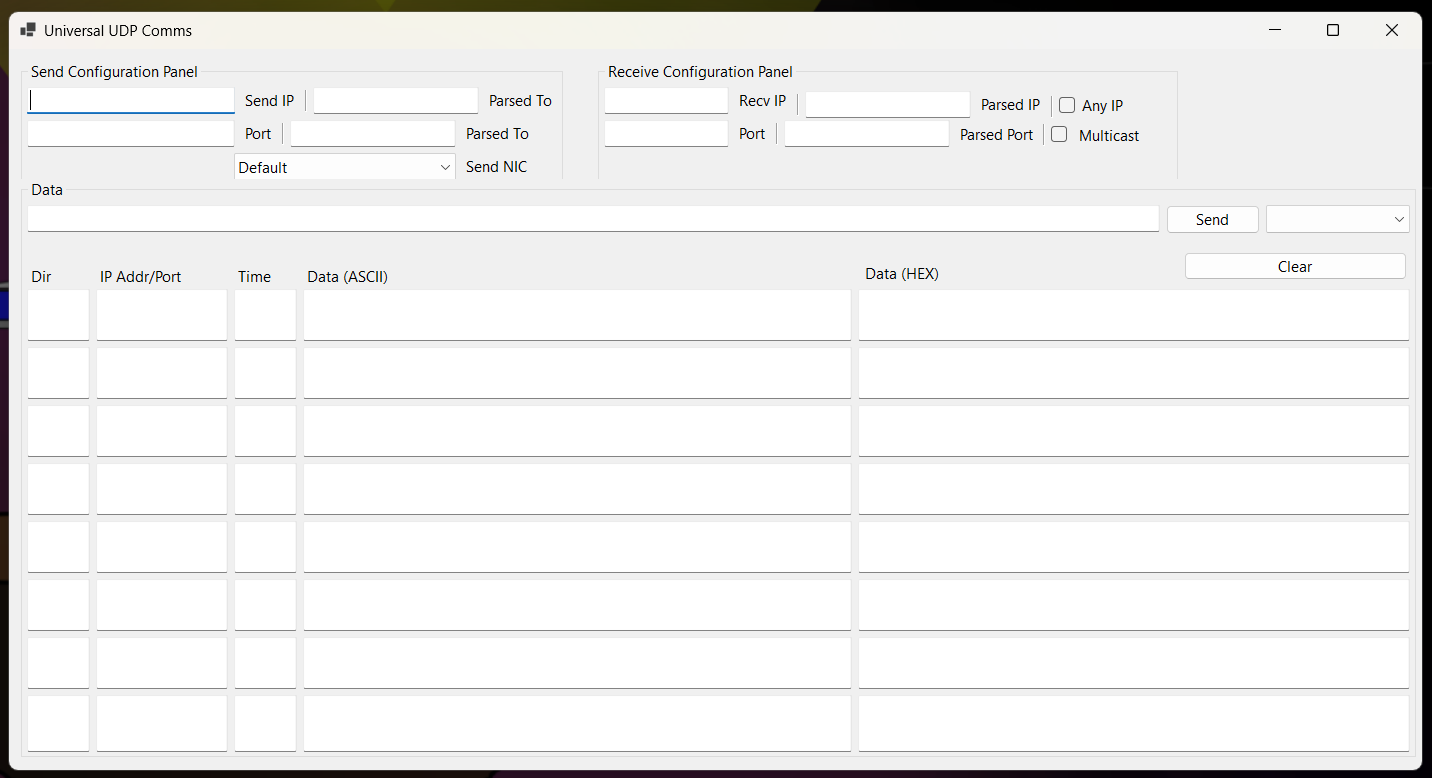 Universal UDP Comms
Send Configuration Panel
Send IP
Parsed To
Port
Parsed To
Default
Send NIC
Receive Configuration Panel
Recv IP
Parsed IP
Any IP
Port
Parsed Port
Multicast
Data
Send
Clear
Dir
IP Addr/Port
Time
Data (ASCII)
Data (HEX)